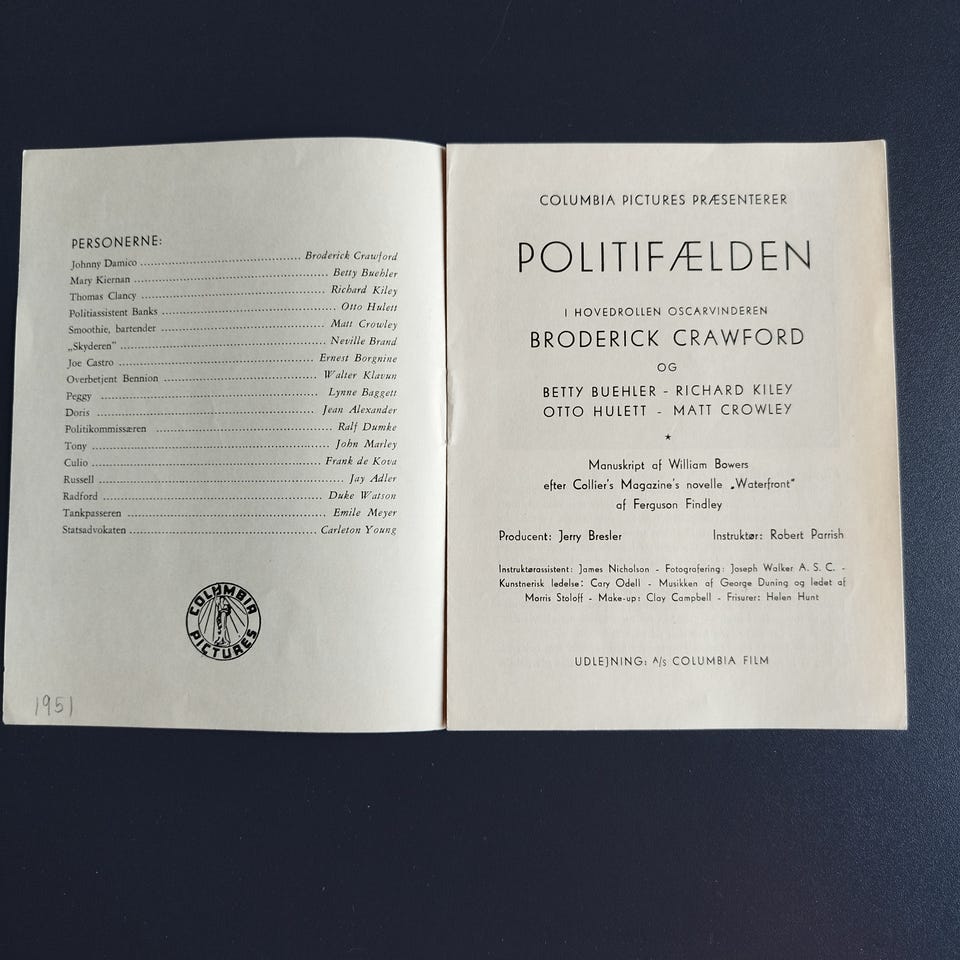 PERSONERNE:
Johnny Damico ........ Broderick Crawford
Mary Kiernan ........ Betty Buehler
Thomas Clancy ........ Richard Kiley
Politiassistent Banks ........ Otto Hulett
Smoothie, bartender ........ Matt Crowley
„Skyderen" ........ Neville Brand
Joe Castro ........ Ernest Borgnine
Overbetjent Bennion ........ Walter Klavun
Peggy ........ Lynne Baggett
Doris ........ Jean Alexander
Politikommissæren ........ Ralf Dumke
Tony ........ John Marley
Culio ........ Frank de Kova
Russell ........ Jay Adler
Radford ........ Duke Watson
Tankpasseren ........ Emile Meyer
Statsadvokaten ........ Carleton Young
COLUMBIA
PICTURES
1951
COLUMBIA PICTURES PRÆSENTERER
POLITIFÆLDEN
I HOVEDROLLEN OSCARVINDEREN
BRODERICK CRAWFORD
OG
BETTY BUEHLER - RICHARD KILEY
OTTO HULETT - MATT CROWLEY
★
Manuskript af William Bowers
efter Collier's Magazine's novelle „Waterfront"
af Ferguson Findley
Producent: Jerry Bresler Instruktør: Robert Parrish
Instruktørassistent: James Nicholson - Fotografering: Joseph Walker A. S. C. -
Kunstnerisk ledelse: Cary Odell - Musikken af George Duning og ledet af
Morris Stoloff - Make-up: Clay Campbell - Frisurer: Helen Hunt
UDLEJNING: A/S COLUMBIA FILM